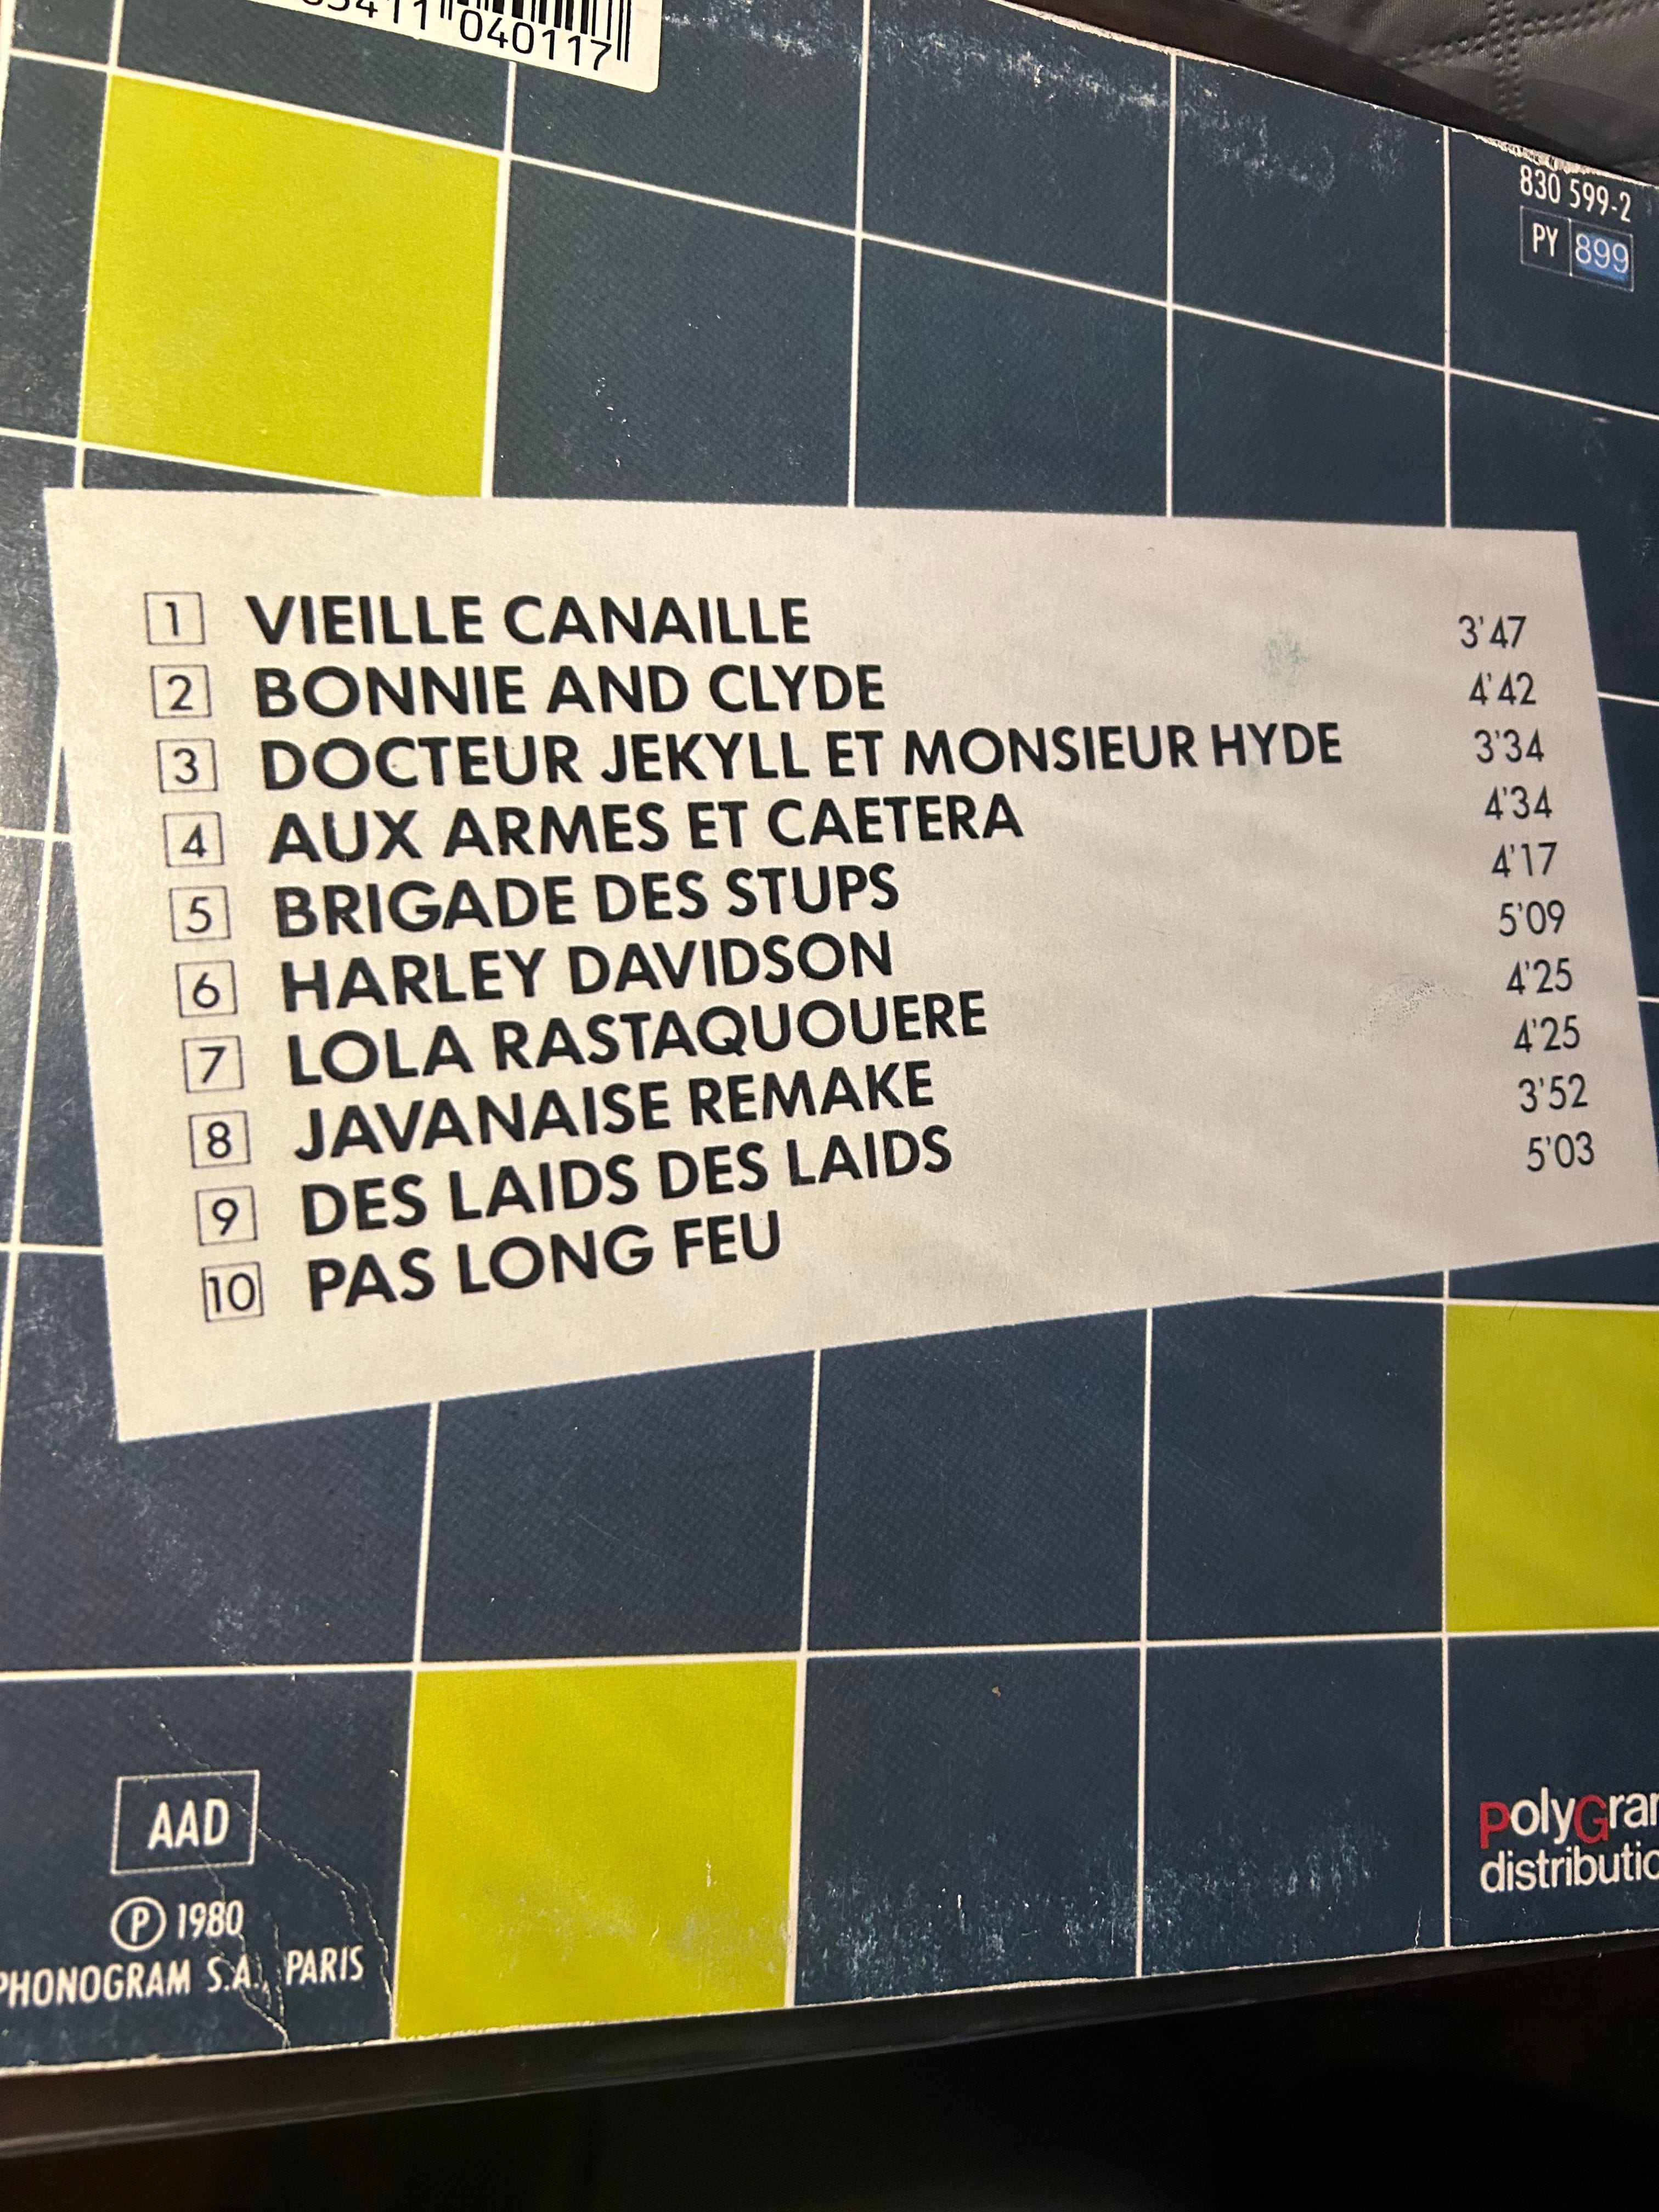 040117
830 599-2
PY 899
1 VIEILLE CANAILLE 3'47
2 BONNIE AND CLYDE 4'42
3 DOCTEUR JEKYLL ET MONSIEUR HYDE 3'34
4 AUX ARMES ET CAETERA 4'34
5 BRIGADE DES STUPS 4'17
6 HARLEY DAVIDSON 5'09
7 LOLA RASTAQUOUERE 4'25
8 JAVANAISE REMAKE 4'25
9 DES LAIDS DES LAIDS 3'52
10 PAS LONG FEU 5'03
AAD
℗ 1980
PHONOGRAM S.A., PARIS
polyGra
distributi